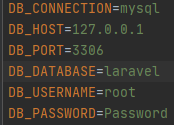 DB_CONNECTION=mysql
DB_HOST=127.0.0.1
DB_PORT=3306
DB_DATABASE=laravel
DB_USERNAME=root
DB_PASSWORD=Password